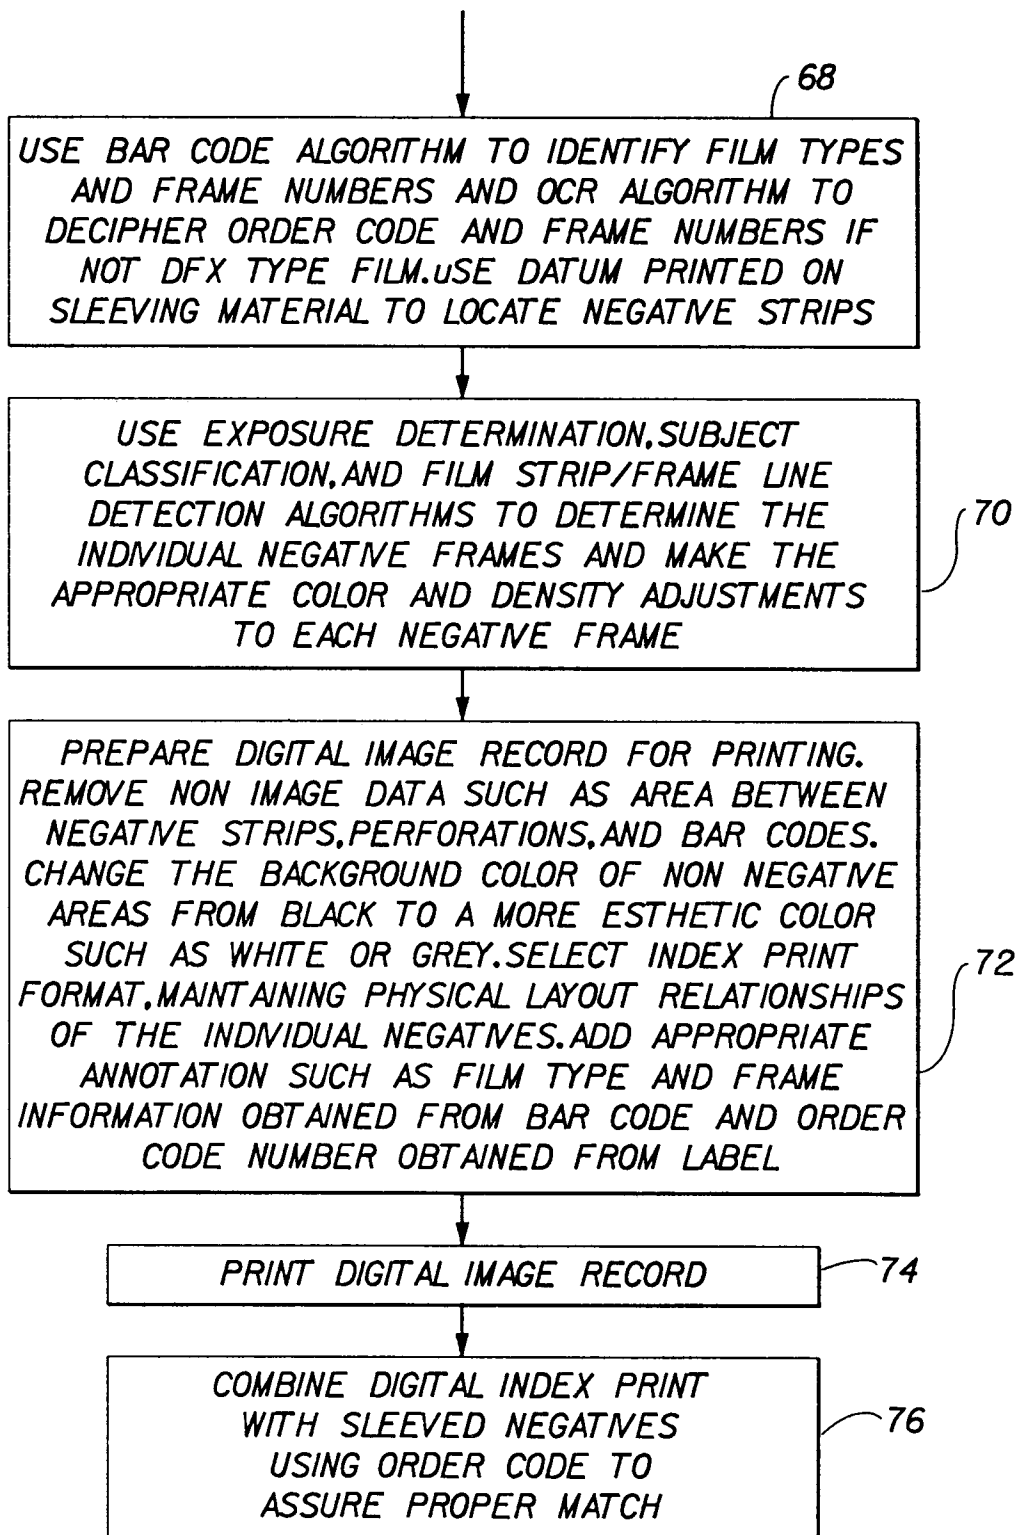 68
USE BAR CODE ALGORITHM TO IDENTIFY FILM TYPES
AND FRAME NUMBERS AND OCR ALGORITHM TO
DECIPHER ORDER CODE AND FRAME NUMBERS IF
NOT DFX TYPE FILM.uSE DATUM PRINTED ON
SLEEVING MATERIAL TO LOCATE NEGATIVE STRIPS
USE EXPOSURE DETERMINATION,SUBJECT
CLASSIFICATION,AND FILM STRIP/FRAME LINE
DETECTION ALGORITHMS TO DETERMINE THE
INDIVIDUAL NEGATIVE FRAMES AND MAKE THE
APPROPRIATE COLOR AND DENSITY ADJUSTMENTS
TO EACH NEGATIVE FRAME
70
PREPARE DIGITAL IMAGE RECORD FOR PRINTING.
REMOVE NON IMAGE DATA SUCH AS AREA BETWEEN
NEGATIVE STRIPS,PERFORATIONS,AND BAR CODES.
CHANGE THE BACKGROUND COLOR OF NON NEGATIVE
AREAS FROM BLACK TO A MORE ESTHETIC COLOR
SUCH AS WHITE OR GREY.SELECT INDEX PRINT
FORMAT,MAINTAINING PHYSICAL LAYOUT RELATIONSHIPS
OF THE INDIVIDUAL NEGATIVES.ADD APPROPRIATE
ANNOTATION SUCH AS FILM TYPE AND FRAME
INFORMATION OBTAINED FROM BAR CODE AND ORDER
CODE NUMBER OBTAINED FROM LABEL
72
PRINT DIGITAL IMAGE RECORD
74
COMBINE DIGITAL INDEX PRINT
WITH SLEEVED NEGATIVES
USING ORDER CODE TO
ASSURE PROPER MATCH
76